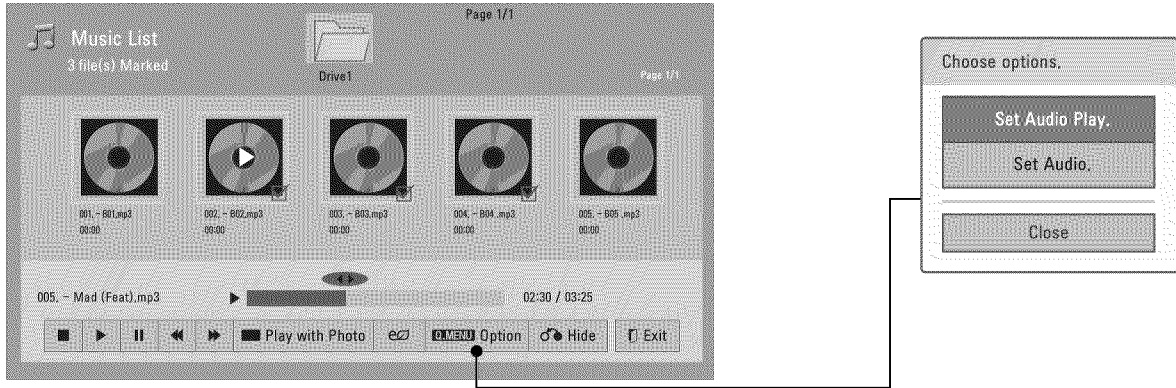 Page 1/1
Music List
3 file(s) Marked
Drive1
Page 1/1
001. - B01.mp3
00:00
002. - B02.mp3
00:00
003. - B03.mp3
00:00
004. - B04 .mp3
00:00
005. - B05 .mp3
00:00
005. - Mad (Feat).mp3
02:30 / 03:25
Play with Photo
Q.MENU Option
Hide
Exit
Choose options.
Set Audio Play.
Set Audio.
Close